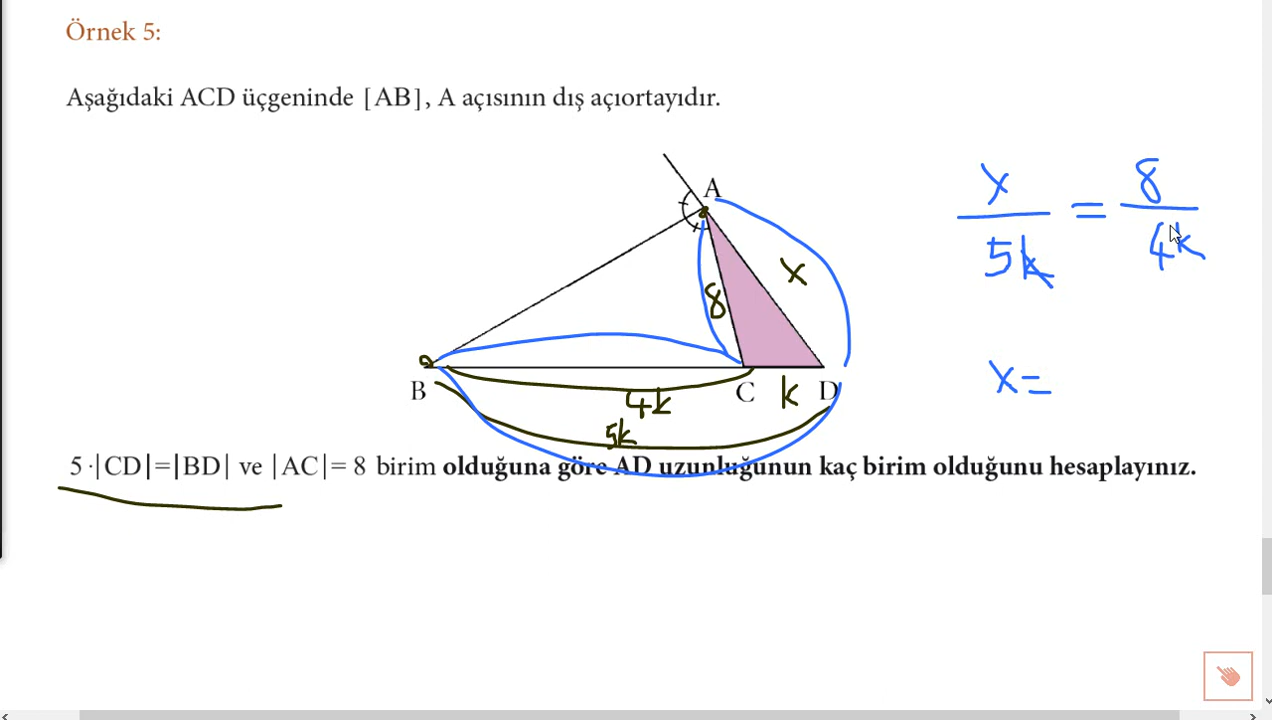 Örnek 5:
Aşağıdaki ACD üçgeninde [AB], A açısının dış açıortayıdır.
A
x
8
B
C
k
D
4k
5k
x/5k = 8/4k
x=
5·|CD|=|BD| ve |AC|= 8 birim olduğuna göre AD uzunluğunun kaç birim olduğunu hesaplayınız.